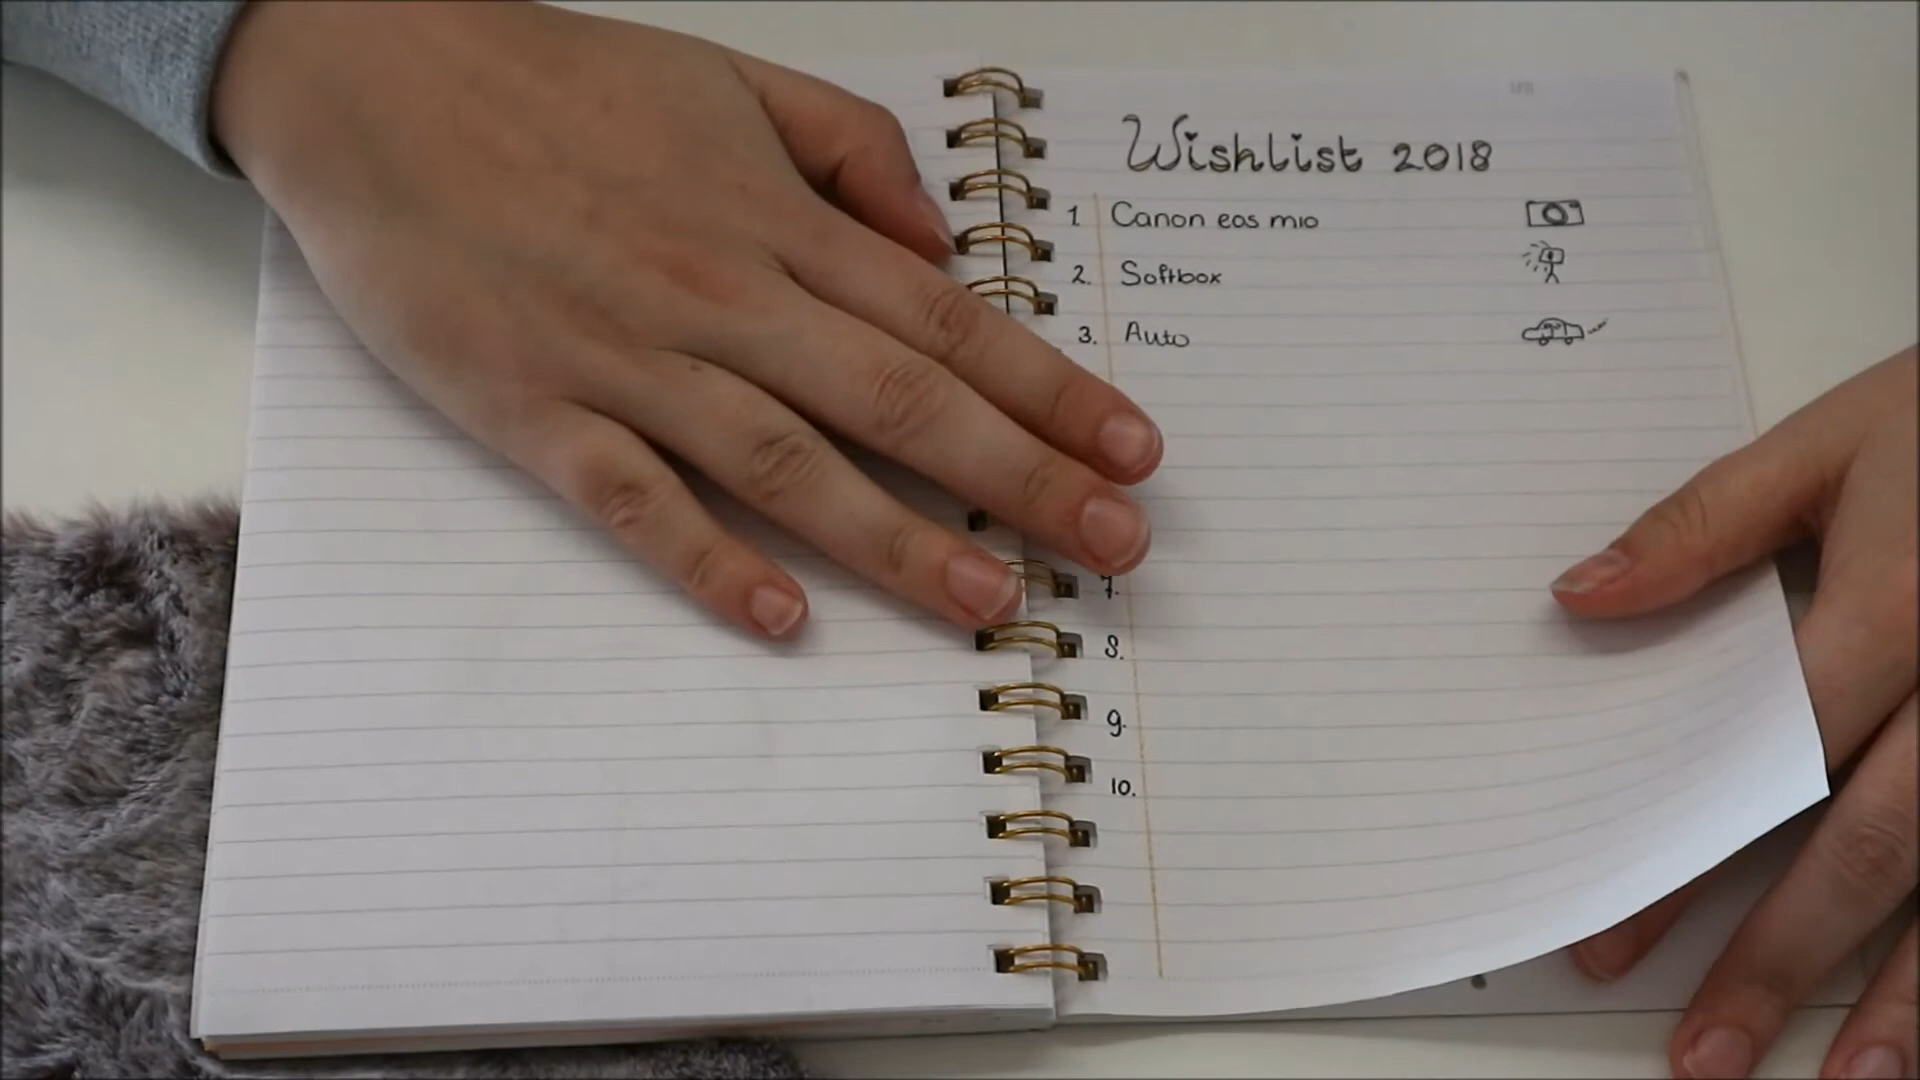 Wishlist 2018
1. Canon eos m10
2. Softbox
3. Auto
7.
8.
9.
10.